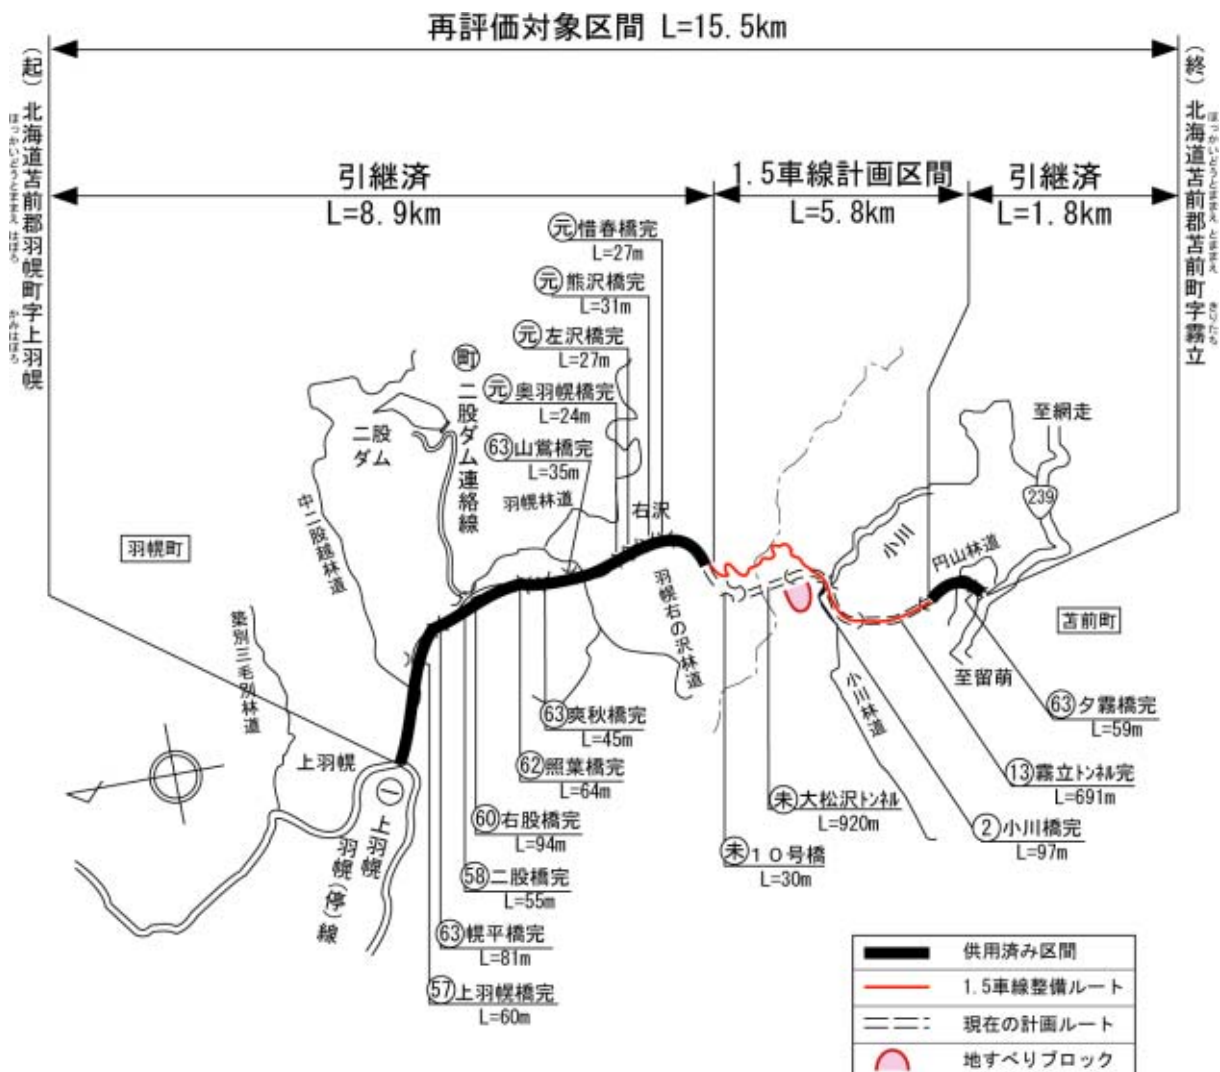 再評価対象区間 L=15.5km
（起）北海道苫前郡羽幌町字上羽幌
ほっかいどうとままえ はぼろ かみはぼろ
（終）北海道苫前郡苫前町字霧立
ほっかいどうとままえ とままえ きりたち
引継済
L=8.9km
1.5車線計画区間
L=5.8km
引継済
L=1.8km
元 惜春橋完
L=27m
元 熊沢橋完
L=31m
元 左沢橋完
L=27m
元 奥羽幌橋完
L=24m
63 山鴬橋完
L=35m
町 二股ダム連絡線
二股
ダム
中二股越林道
羽幌林道
右沢
羽幌町
築別三毛別林道
羽幌右の沢林道
小川
円山林道
至網走
239
苫前町
至留萌
小川林道
上羽幌
一 上羽幌
羽幌(停)線
63 夕霧橋完
L=59m
13 霧立トンネル完
L=691m
2 小川橋完
L=97m
未 大松沢トンネル
L=920m
未 10号橋
L=30m
63 爽秋橋完
L=45m
62 照葉橋完
L=64m
60 右股橋完
L=94m
58 二股橋完
L=55m
63 幌平橋完
L=81m
57 上羽幌橋完
L=60m
供用済み区間
1.5車線整備ルート
現在の計画ルート
地すべりブロック